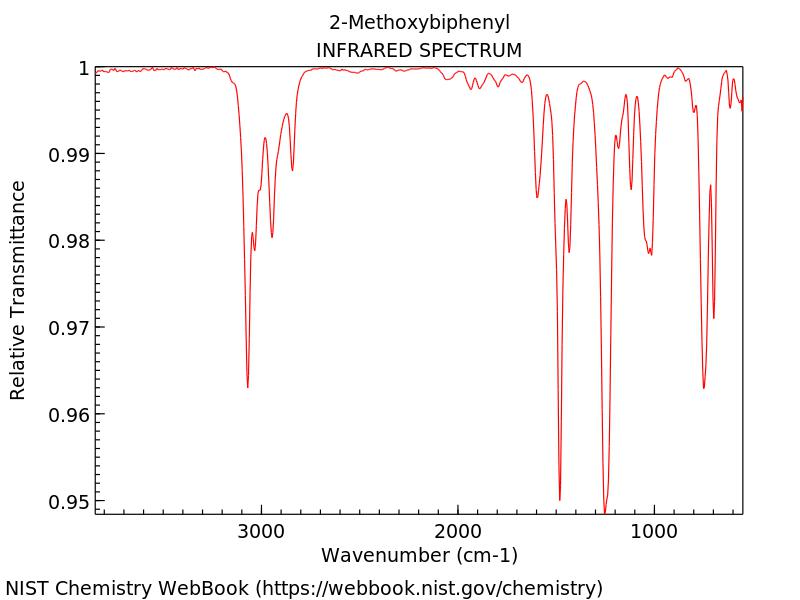 2-Methoxybiphenyl
INFRARED SPECTRUM
1
0.99
0.98
0.97
0.96
0.95
Relative Transmittance
3000 2000 1000
Wavenumber (cm-1)
NIST Chemistry WebBook (https://webbook.nist.gov/chemistry)